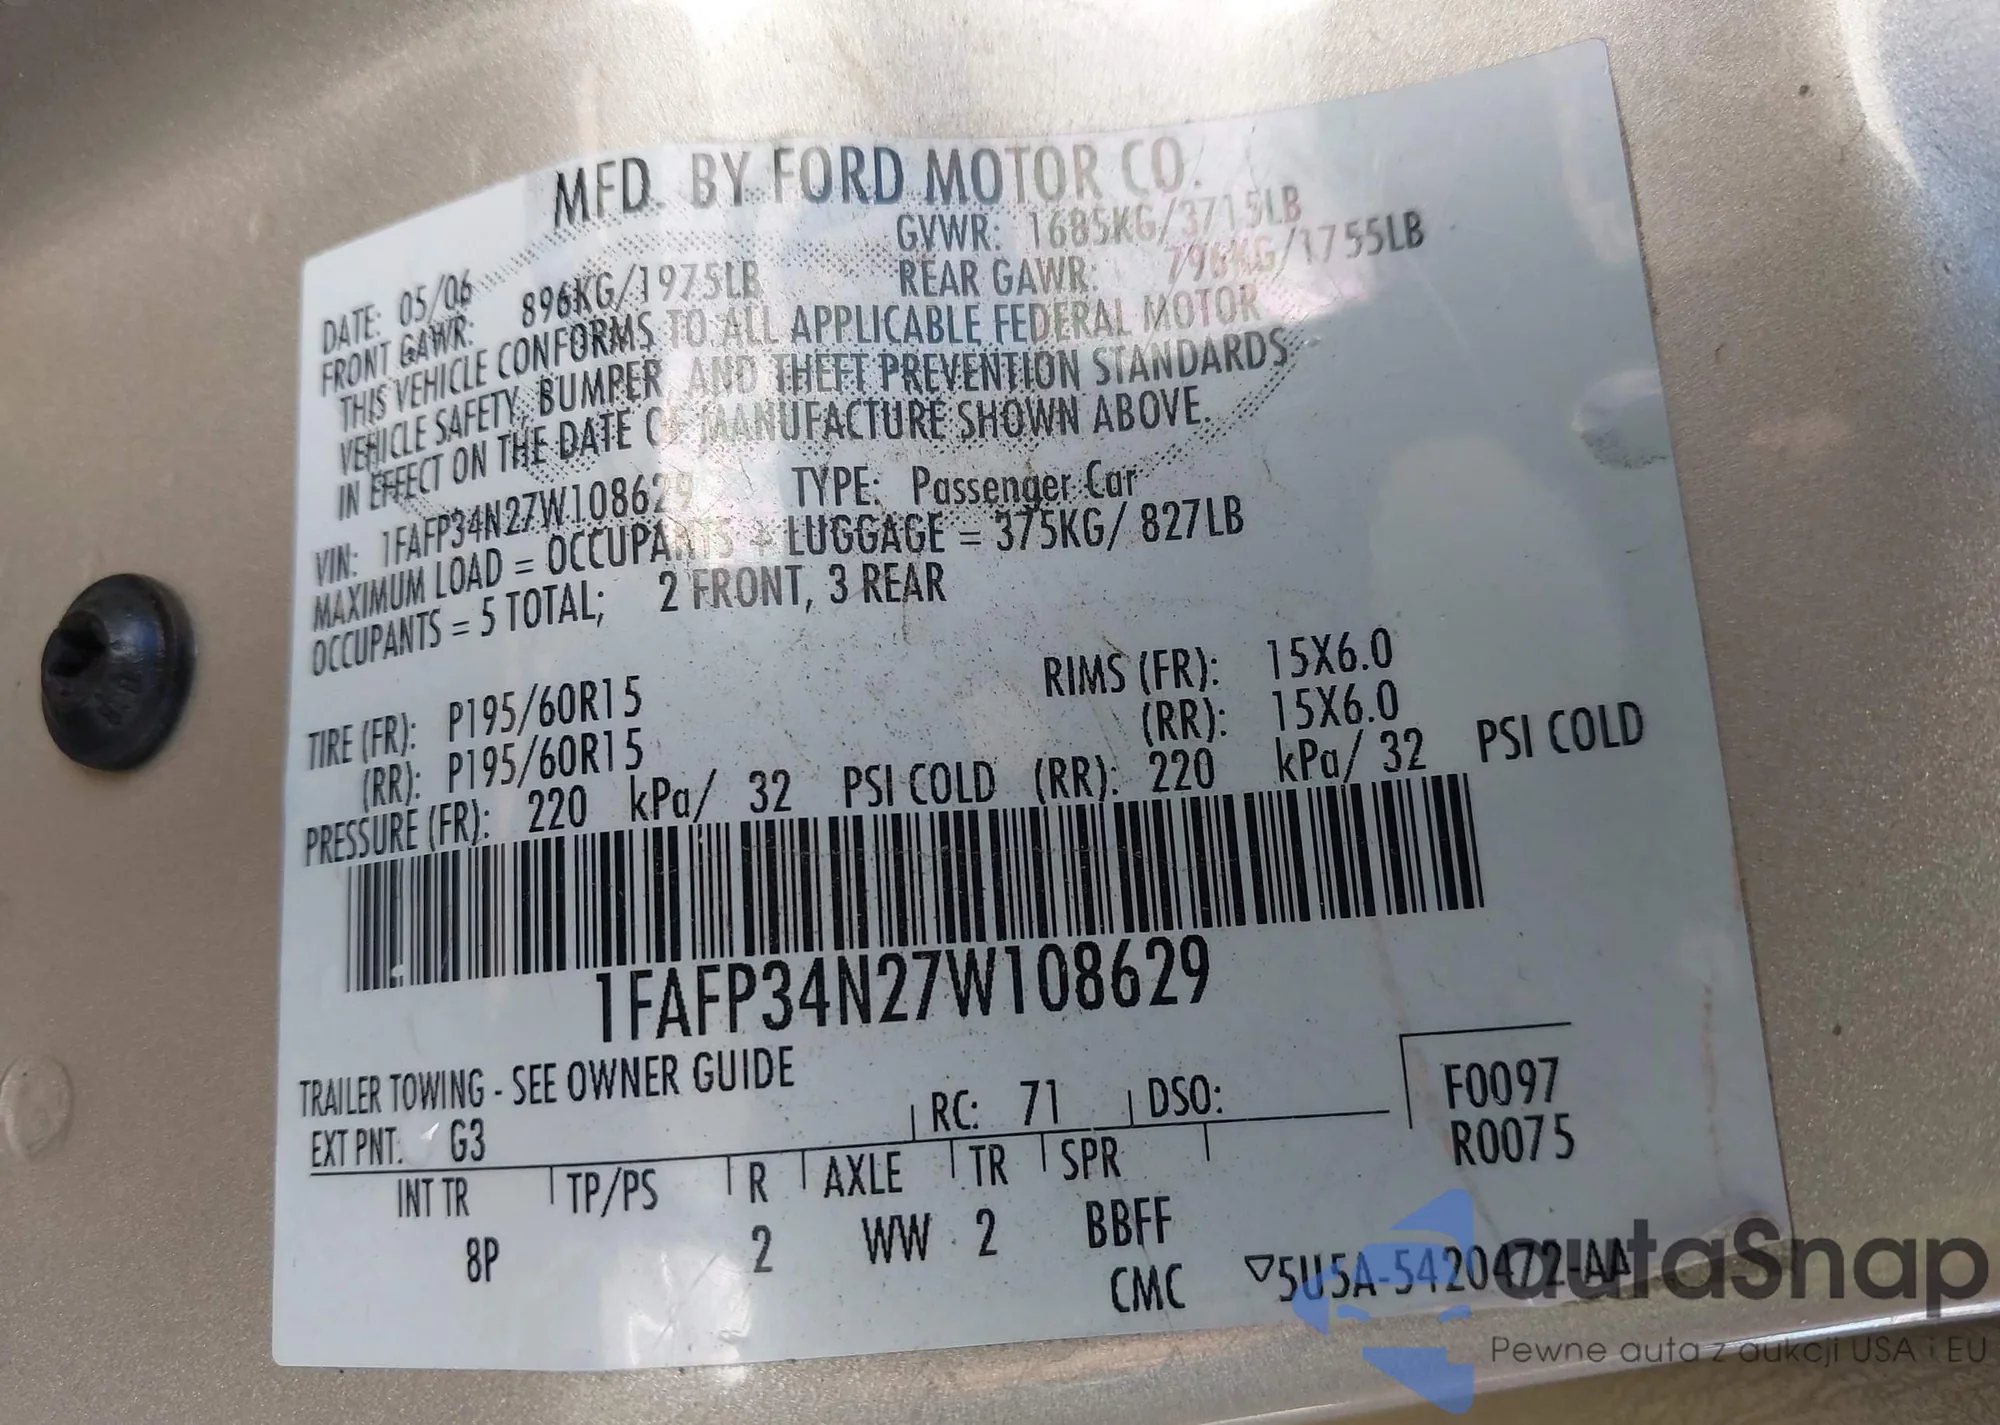 MFD. BY FORD MOTOR CO.
DATE: 05/06 GVWR: 1685KG/3715LB
FRONT GAWR: 896KG/1975LB REAR GAWR: 796KG/1755LB
THIS VEHICLE CONFORMS TO ALL APPLICABLE FEDERAL MOTOR
VEHICLE SAFETY, BUMPER, AND THEFT PREVENTION STANDARDS
IN EFFECT ON THE DATE OF MANUFACTURE SHOWN ABOVE.
VIN: 1FAFP34N27W108629 TYPE: Passenger Car
MAXIMUM LOAD = OCCUPANTS + LUGGAGE = 375KG/ 827LB
OCCUPANTS = 5 TOTAL; 2 FRONT, 3 REAR
TIRE (FR): P195/60R15 RIMS (FR): 15X6.0
(RR): P195/60R15 (RR): 15X6.0
PRESSURE (FR): 220 kPa/ 32 PSI COLD (RR): 220 kPa/ 32 PSI COLD
1FAFP34N27W108629
TRAILER TOWING - SEE OWNER GUIDE
EXT PNT: G3 RC: 71 DSO: F0097
R0075
INT TR TP/PS R AXLE TR SPR
8P 2 WW 2 BBFF
CMC ▽5U5A-5420472-AA
autaSnap
Pewne auta z aukcji USA i EU